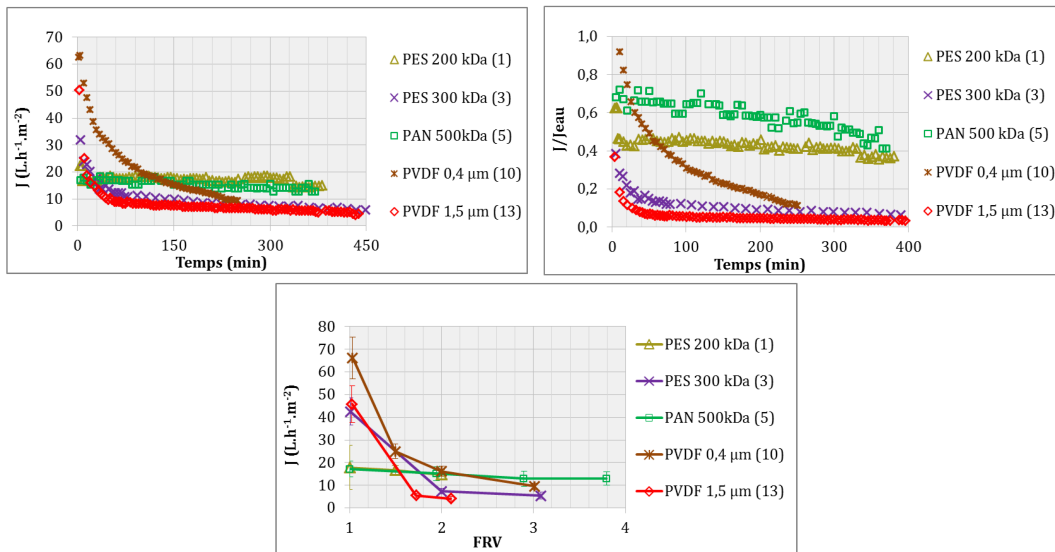 J (L.h⁻¹.m⁻²)
70
60
50
40
30
20
10
0
0
150
300
450
Temps (min)
PES 200 kDa (1)
PES 300 kDa (3)
PAN 500kDa (5)
PVDF 0,4 µm (10)
PVDF 1,5 µm (13)
J/Jeau
1,0
0,8
0,6
0,4
0,2
0,0
0
100
200
300
400
Temps (min)
PES 200 kDa (1)
PES 300 kDa (3)
PAN 500 kDa (5)
PVDF 0,4 µm (10)
PVDF 1,5 µm (13)
J (L.h⁻¹.m⁻²)
80
70
60
50
40
30
20
10
0
1
2
3
4
FRV
PES 200 kDa (1)
PES 300 kDa (3)
PAN 500kDa (5)
PVDF 0,4 µm (10)
PVDF 1,5 µm (13)